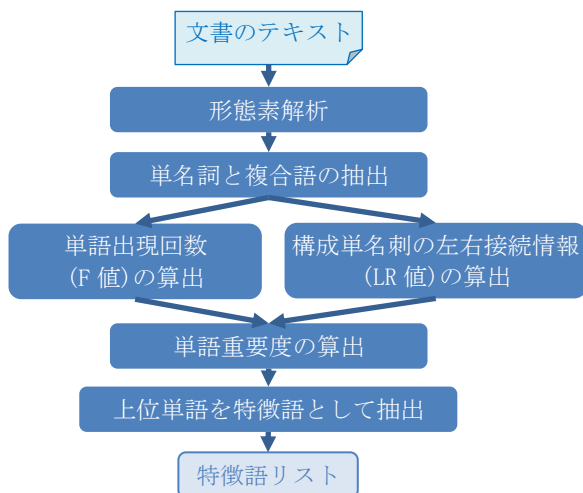 文書のテキスト
形態素解析
単名詞と複合語の抽出
単語出現回数
(F 値)の算出
構成単名刺の左右接続情報
(LR 値)の算出
単語重要度の算出
上位単語を特徴語として抽出
特徴語リスト